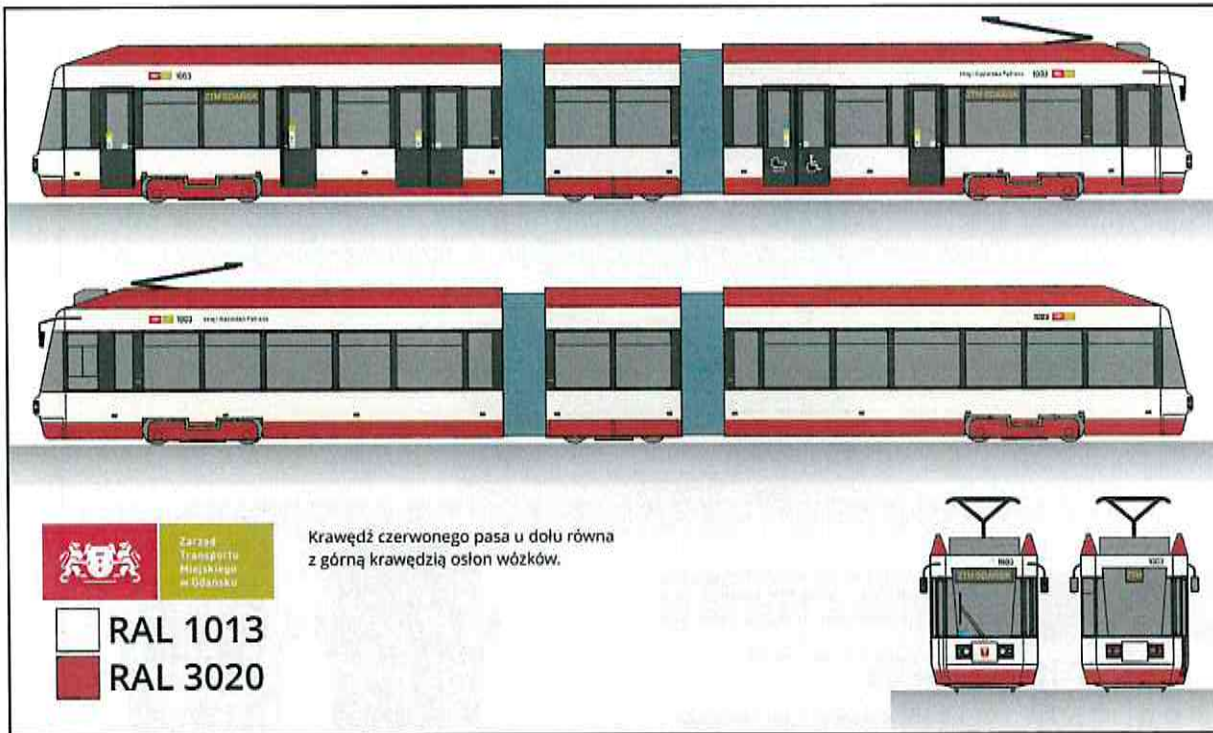 1003
ZTM GDAŃSK
1003
ZTM GDAŃSK
1003
1003
Zarząd
Transportu
Miejskiego
w Gdańsku
Krawędź czerwonego pasa u dołu równa
z górną krawędzią osłon wózków.
RAL 1013
RAL 3020
1003
ZTM GDAŃSK
1003
ZTM